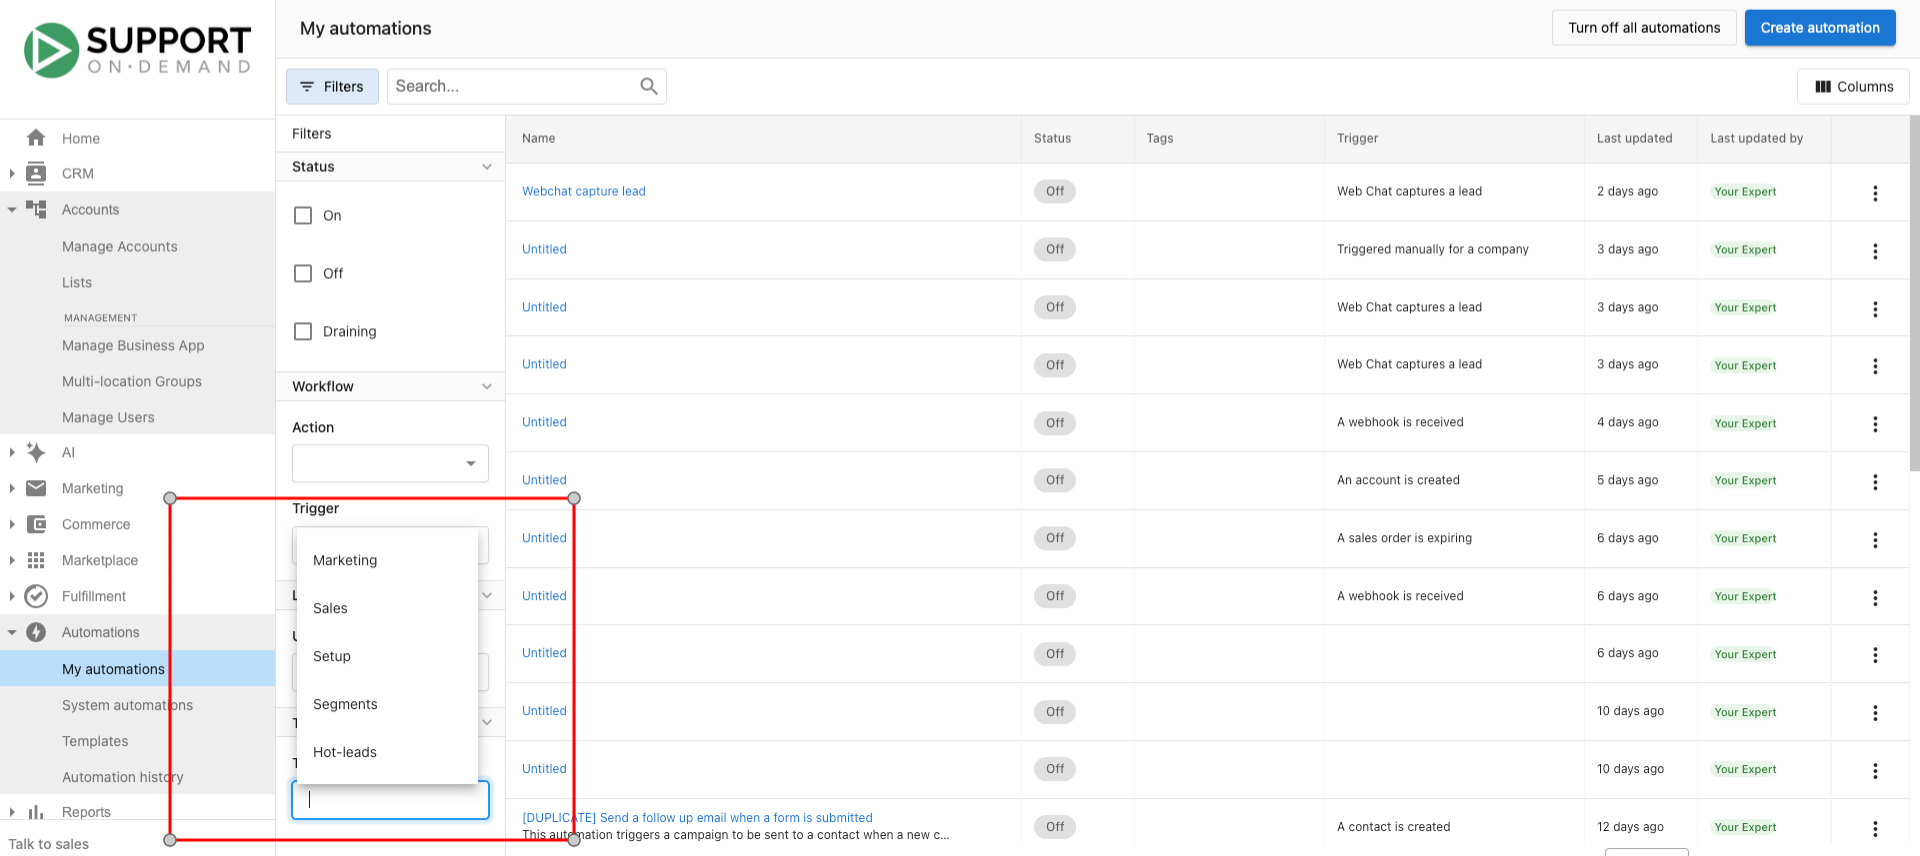 SUPPORT
ON·DEMAND
Home
CRM
Accounts
Manage Accounts
Lists
MANAGEMENT
Manage Business App
Multi-location Groups
Manage Users
AI
Marketing
Commerce
Marketplace
Fulfillment
Automations
My automations
System automations
Templates
Automation history
Reports
Talk to sales
My automations
Turn off all automations
Create automation
Filters
Search...
Columns
Filters
Status
On
Off
Draining
Workflow
Action
Trigger
Marketing
Sales
Setup
Segments
Hot-leads
Name Status Tags Trigger Last updated Last updated by
Webchat capture lead Off Web Chat captures a lead 2 days ago Your Expert
Untitled Off Triggered manually for a company 3 days ago Your Expert
Untitled Off Web Chat captures a lead 3 days ago Your Expert
Untitled Off Web Chat captures a lead 3 days ago Your Expert
Untitled Off A webhook is received 4 days ago Your Expert
Untitled Off An account is created 5 days ago Your Expert
Untitled Off A sales order is expiring 6 days ago Your Expert
Untitled Off A webhook is received 6 days ago Your Expert
Untitled Off 6 days ago Your Expert
Untitled Off 10 days ago Your Expert
Untitled Off 10 days ago Your Expert
[DUPLICATE] Send a follow up email when a form is submitted
This automation triggers a campaign to be sent to a contact when a new c...
Off A contact is created 12 days ago Your Expert